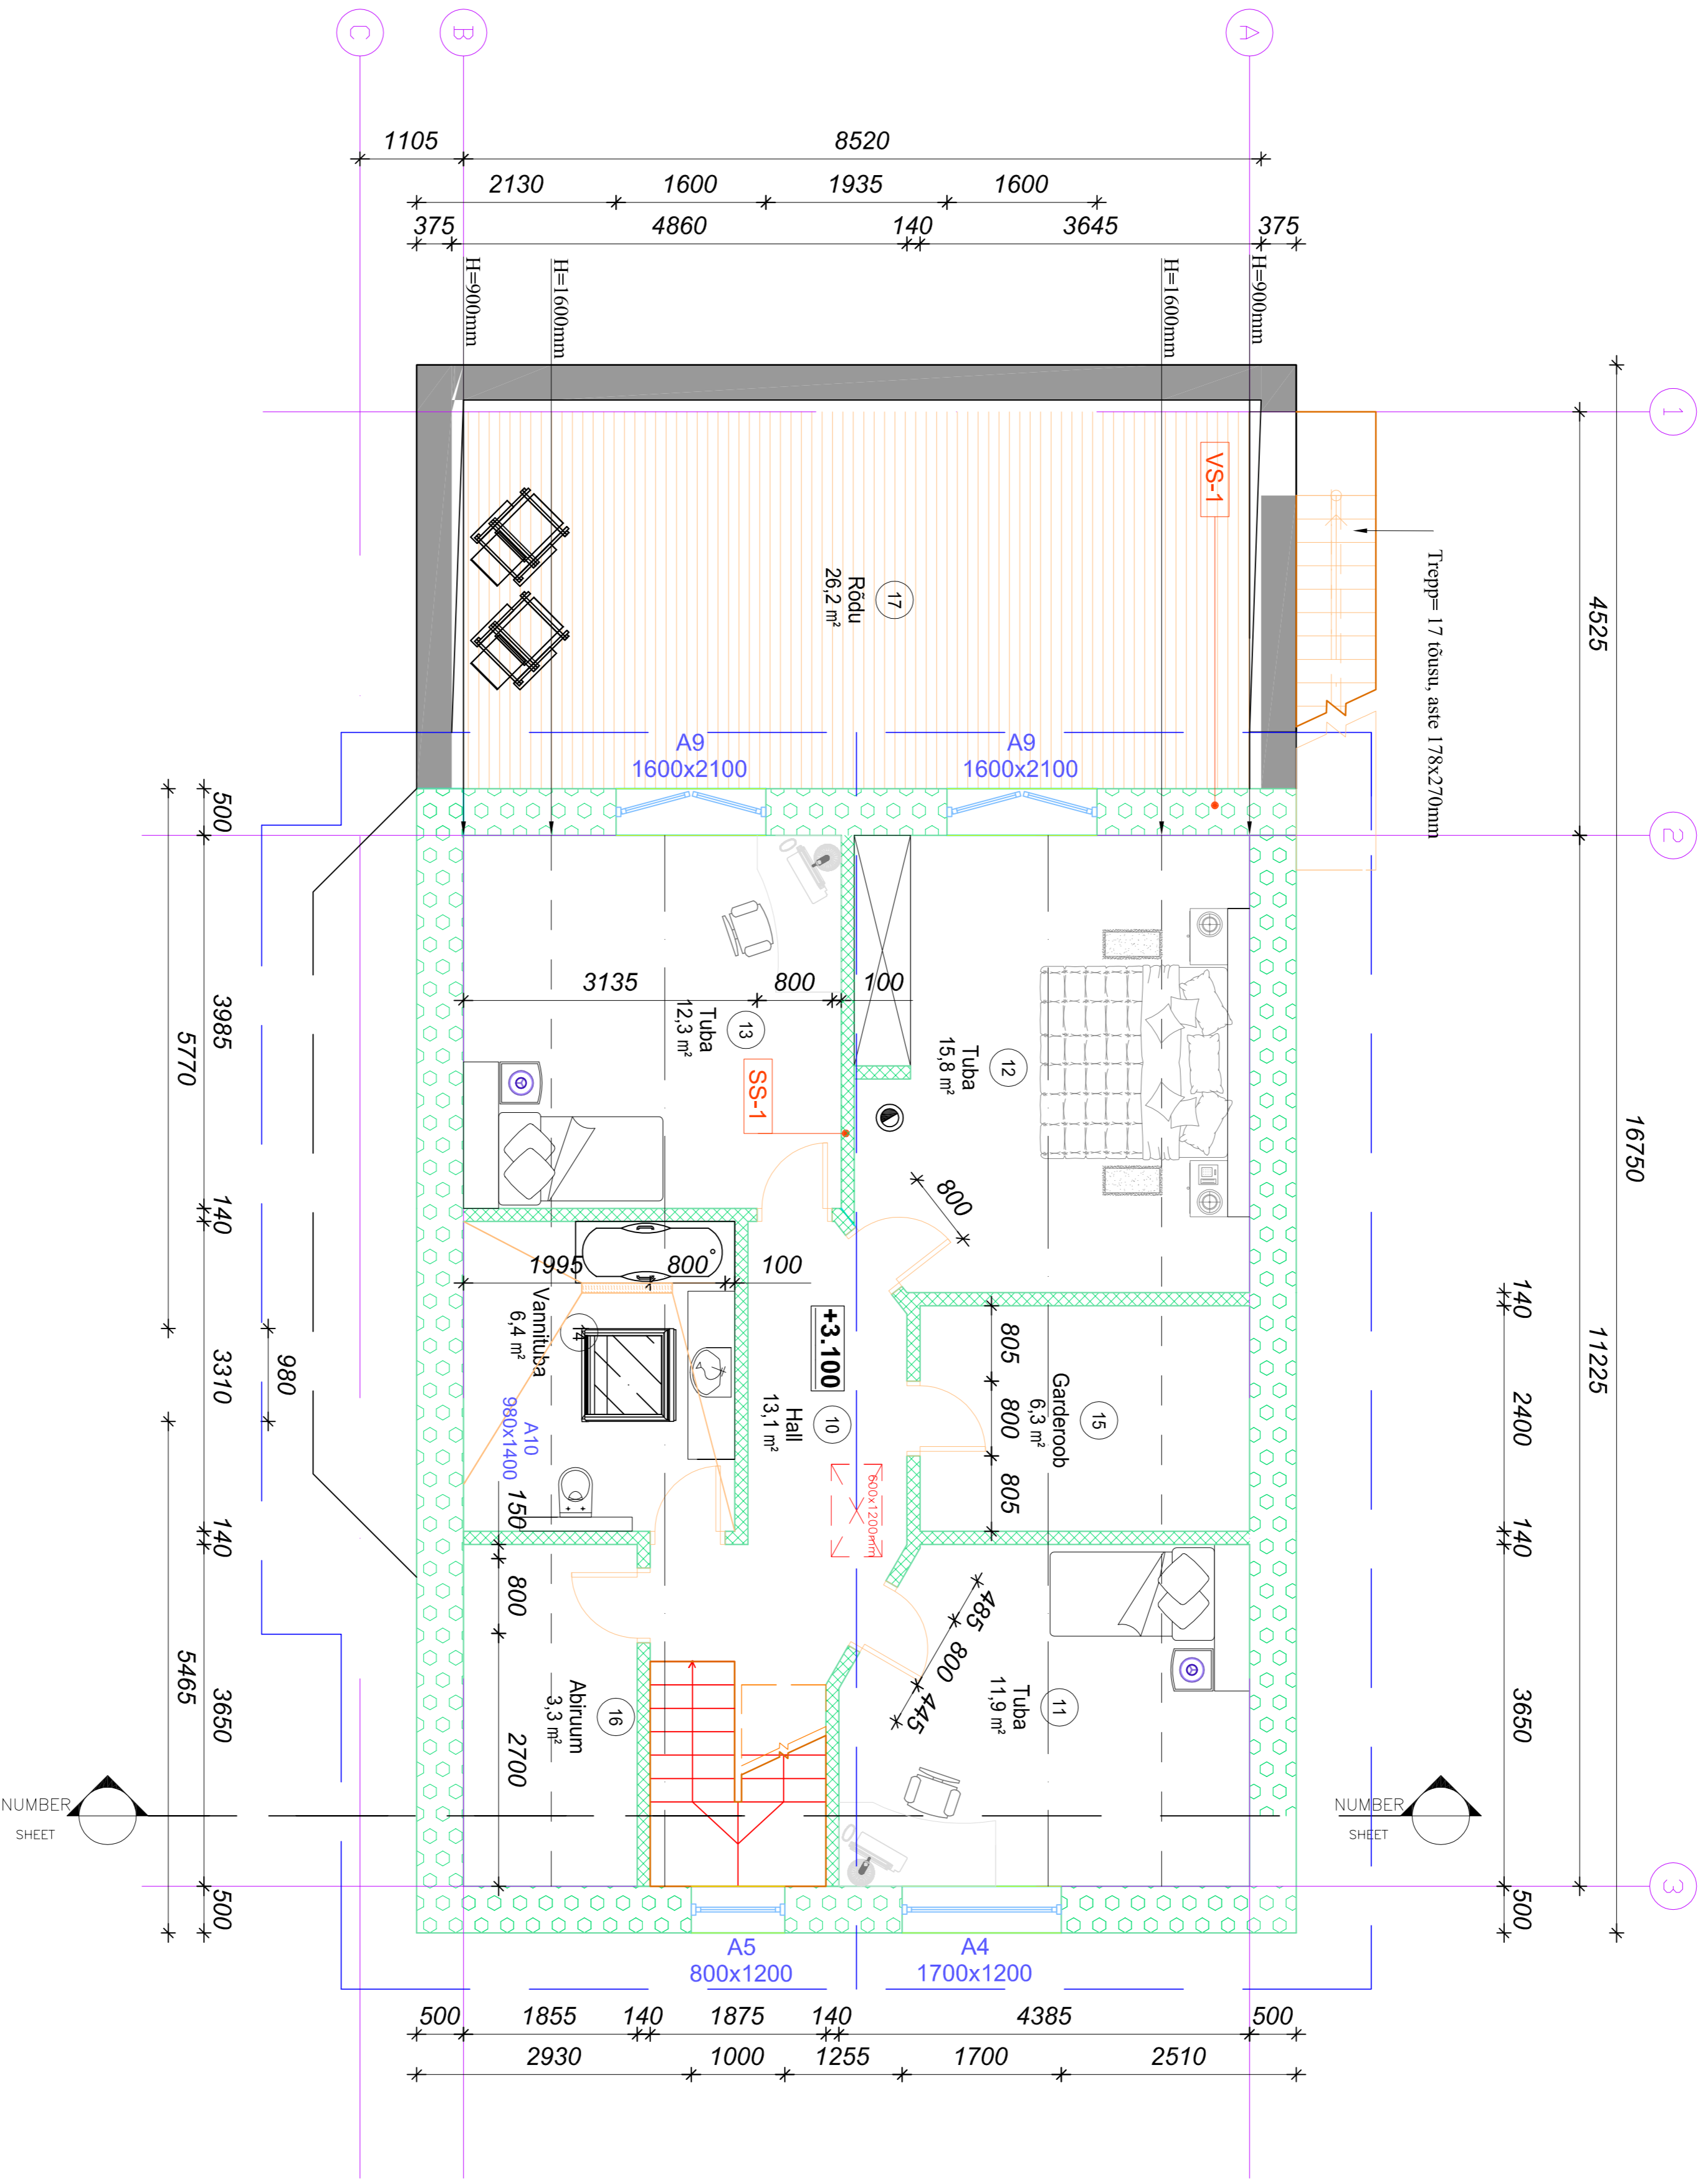 C
B
A
1105
8520
2130
1600
1935
1600
375
4860
140
3645
375
H=900mm
H=1600mm
H=1600mm
H=900mm
1
2
3
VS-1
Trepp= 17 tõusu, aste 178x270mm
4525
16750
11225
17
Rõdu
26,2 m²
A9
1600x2100
A9
1600x2100
500
3985
5770
140
3310
980
140
3650
5465
500
3135
800
100
13
Tuba
12,3 m²
SS-1
12
Tuba
15,8 m²
800
1995
800
100
14
Vannituba
6,4 m²
A10
980x1400
+3.100
10
Hall
13,1 m²
600x1200mm
805
800
805
15
Garderoob
6,3 m²
140
2400
140
3650
500
150
800
2700
16
Abiruum
3,3 m²
485
800
445
11
Tuba
11,9 m²
NUMBER
SHEET
NUMBER
SHEET
A5
800x1200
A4
1700x1200
500
1855
140
1875
140
4385
500
2930
1000
1255
1700
2510